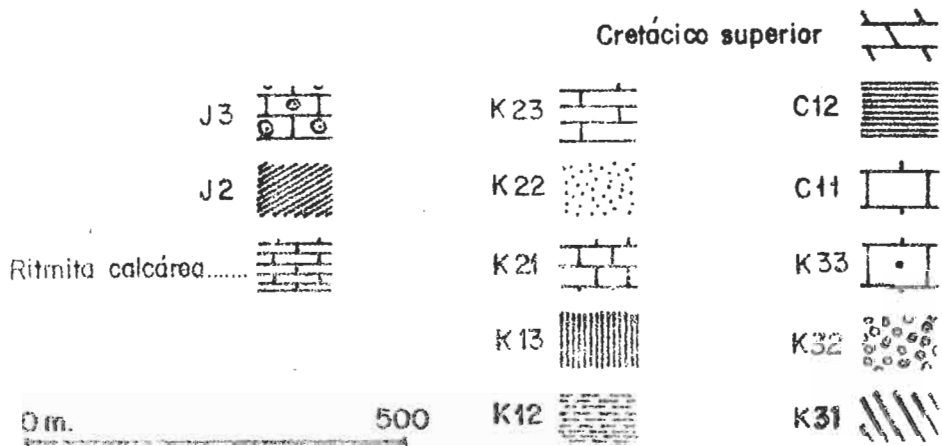 Cretácico superior
J3 K23 C12
J2 K22 C11
Ritmita calcárea....... K21 K33
K13 K32
0 m. 500 K12 K31